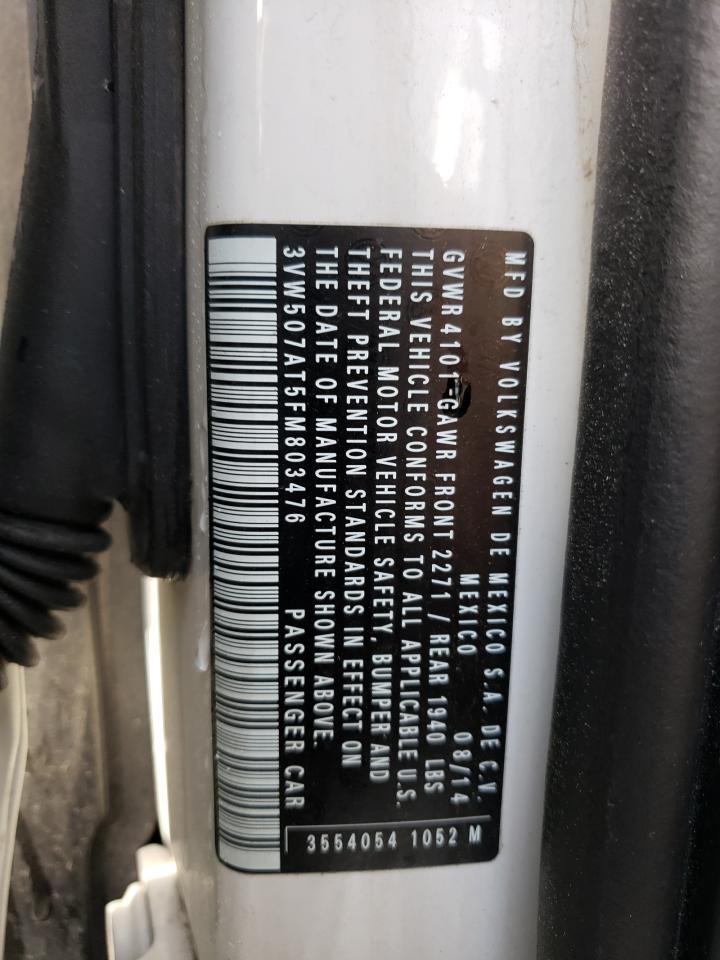 MFD BY VOLKSWAGEN DE MEXICO S.A. DE C.V.
MEXICO 08/14
GVWR 4101-GAWR FRONT 2271 / REAR 1940 LBS
THIS VEHICLE CONFORMS TO ALL APPLICABLE U.S.
FEDERAL MOTOR VEHICLE SAFETY, BUMPER AND
THEFT PREVENTION STANDARDS IN EFFECT ON
THE DATE OF MANUFACTURE SHOWN ABOVE.
3VW507AT5FM803476 PASSENGER CAR
3554054 1052 M